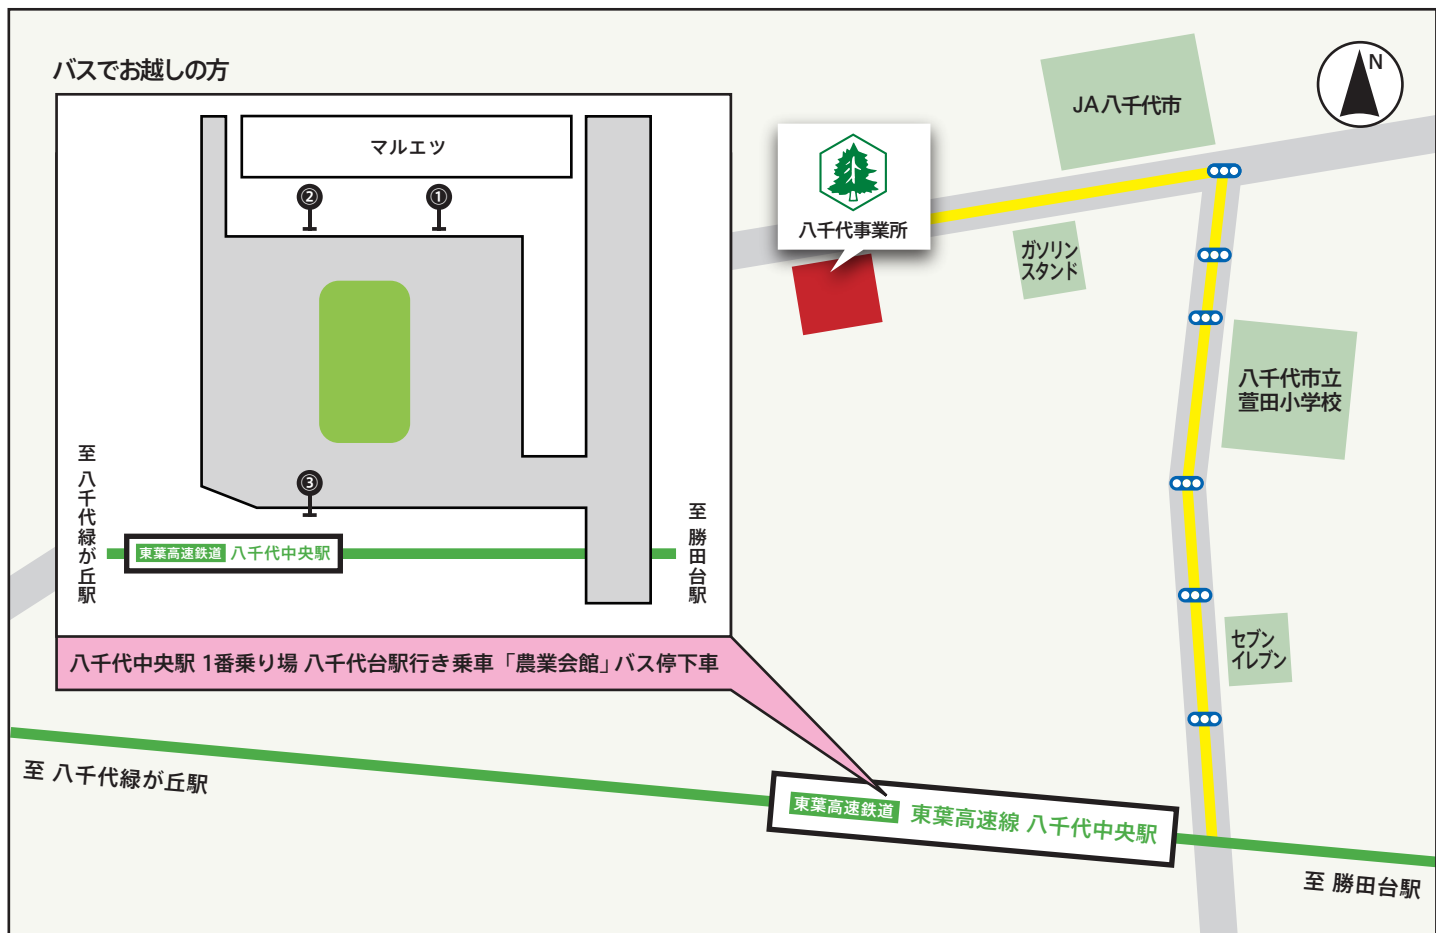 バスでお越しの方
マルエツ
②
①
③
至 八千代緑が丘駅
東葉高速鉄道 八千代中央駅
至 勝田台駅
八千代中央駅 1番乗り場 八千代台駅行き乗車「農業会館」バス停下車
N
JA八千代市
八千代事業所
ガソリン
スタンド
八千代市立
萱田小学校
セブン
イレブン
至 八千代緑が丘駅
東葉高速鉄道 東葉高速線 八千代中央駅
至 勝田台駅